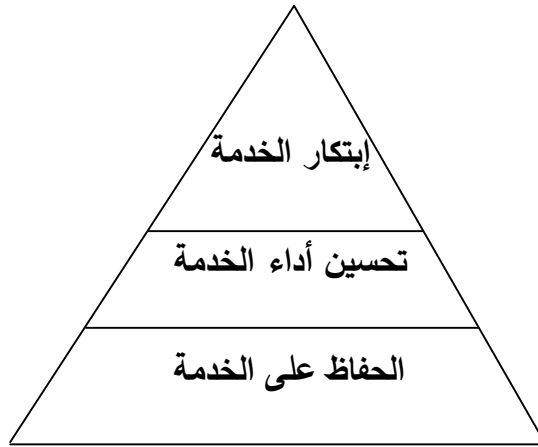 إبتكار الخدمة
تحسين أداء الخدمة
الحفاظ على الخدمة